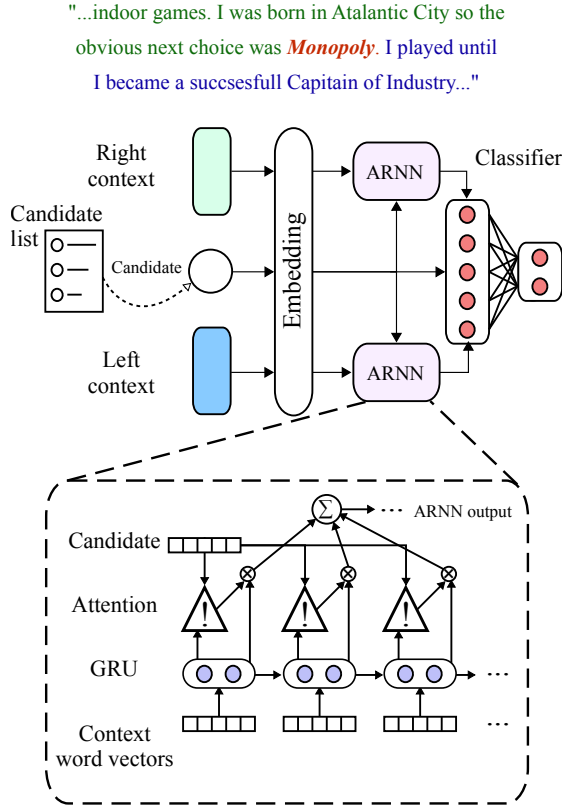 "...indoor games. I was born in Atalantic City so the
obvious next choice was Monopoly. I played until
I became a succsesfull Capitain of Industry..."
Right
context
ARNN
Classifier
Candidate
list
Candidate
Embedding
Left
context
ARNN
Σ
... ARNN output
Candidate
Attention
! ! !
GRU
...
Context
word vectors
...